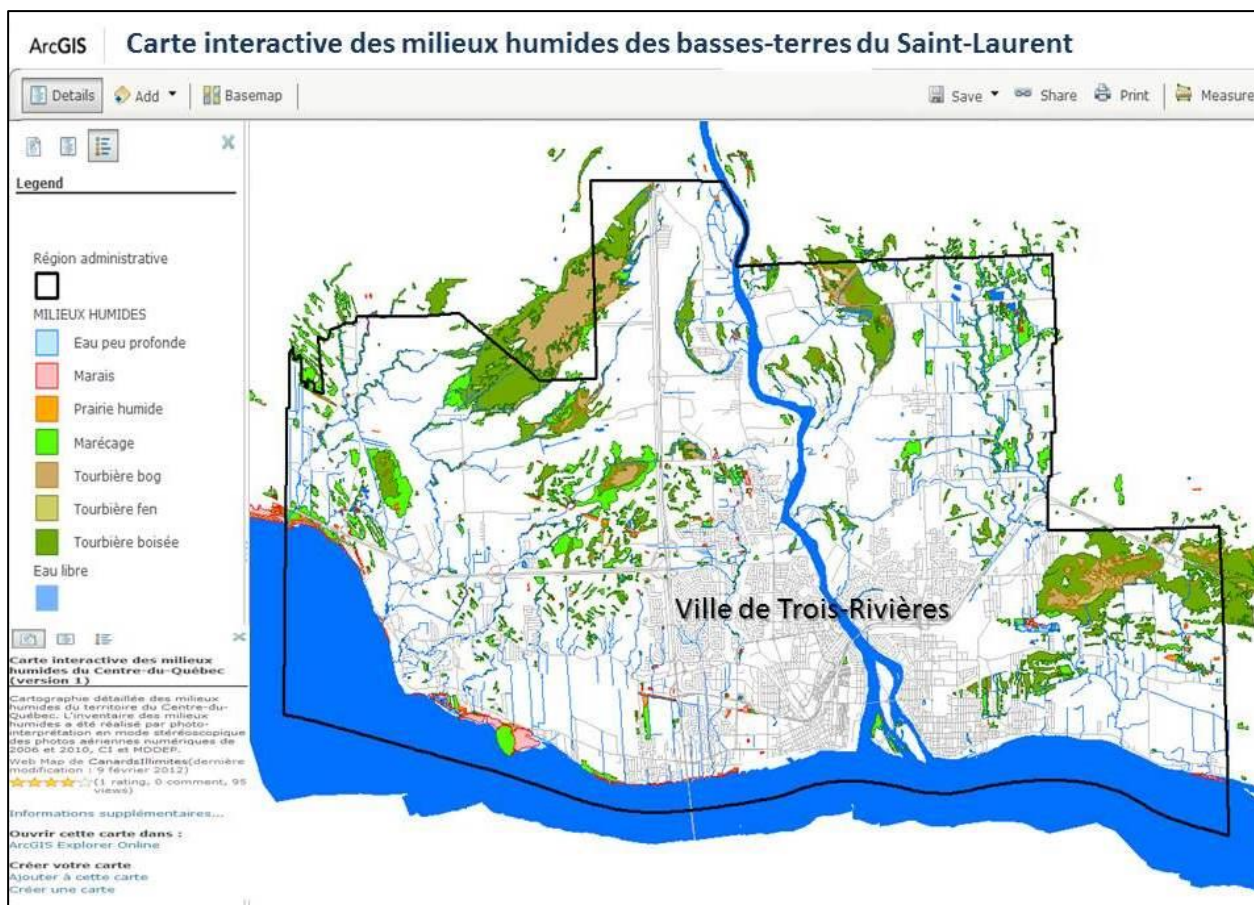 ArcGIS
Carte interactive des milieux humides des basses-terres du Saint-Laurent
Details
Add
Basemap
Save
Share
Print
Measure
Legend
Région administrative
MILIEUX HUMIDES
Eau peu profonde
Marais
Prairie humide
Marécage
Tourbière bog
Tourbière fen
Tourbière boisée
Eau libre
Ville de Trois-Rivières
Carte interactive des milieux
humides du Centre-du-Québec
(version 1)
Cartographie détaillée des milieux
humides du territoire du Centre-du-
Québec. L'inventaire des milieux
humides a été réalisé par photo-
interprétation en mode stéréoscopique
des photos aériennes numériques de
2006 et 2010, CI et MDDEP.
Web Map de CanardsIllimites(dernière
modification : 9 février 2012)
(1 rating, 0 comment, 95
views)
Informations supplémentaires...
Ouvrir cette carte dans :
ArcGIS Explorer Online
Créer votre carte
Ajouter à cette carte
Créer une carte